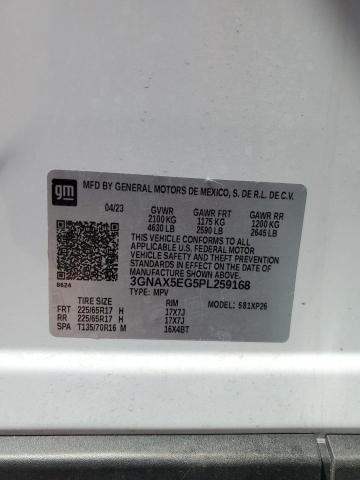 gm
MFD BY GENERAL MOTORS DE MEXICO, S. DE R.L. DE C.V.
04/23 GVWR GAWR FRT GAWR RR
2100 KG 1175 KG 1200 KG
4630 LB 2590 LB 2645 LB
THIS VEHICLE CONFORMS TO ALL
APPLICABLE U.S. FEDERAL MOTOR
VEHICLE SAFETY AND THEFT
PREVENTION STANDARDS IN EFFECT
ON THE DATE OF MANUFACTURE
SHOWN ABOVE.
3GNAX5EG5PL259168
8624 TYPE: MPV
TIRE SIZE RIM MODEL: 581XP26
FRT 225/65R17 H 17X7J
RR 225/65R17 H 17X7J
SPA T135/70R16 M 16X4BT